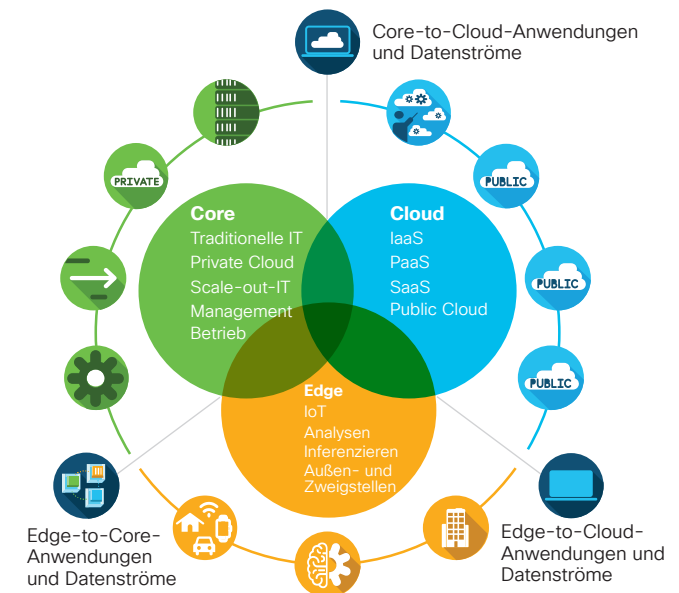 Core-to-Cloud-Anwendungen
und Datenströme
PRIVATE
PUBLIC
PUBLIC
PUBLIC
Core
Traditionelle IT
Private Cloud
Scale-out-IT
Management
Betrieb
Cloud
IaaS
PaaS
SaaS
Public Cloud
Edge
IoT
Analysen
Inferenzieren
Außen- und
Zweigstellen
Edge-to-Core-
Anwendungen
und Datenströme
Edge-to-Cloud-
Anwendungen und
Datenströme